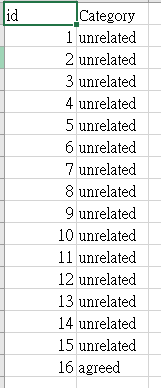 id Category
1 unrelated
2 unrelated
3 unrelated
4 unrelated
5 unrelated
6 unrelated
7 unrelated
8 unrelated
9 unrelated
10 unrelated
11 unrelated
12 unrelated
13 unrelated
14 unrelated
15 unrelated
16 agreed